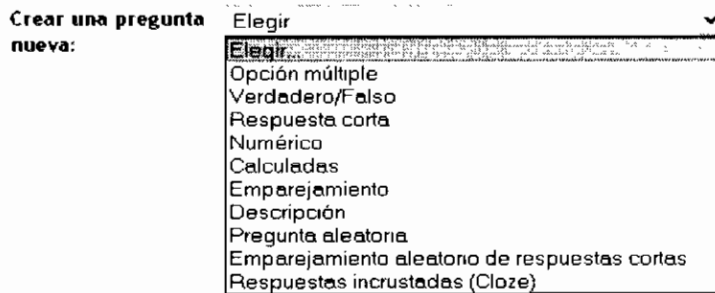 Crear una pregunta nueva:
Elegir
Elegir...
Opción múltiple
Verdadero/Falso
Respuesta corta
Numérico
Calculadas
Emparejamiento
Descripción
Pregunta aleatoria
Emparejamiento aleatorio de respuestas cortas
Respuestas incrustadas (Cloze)